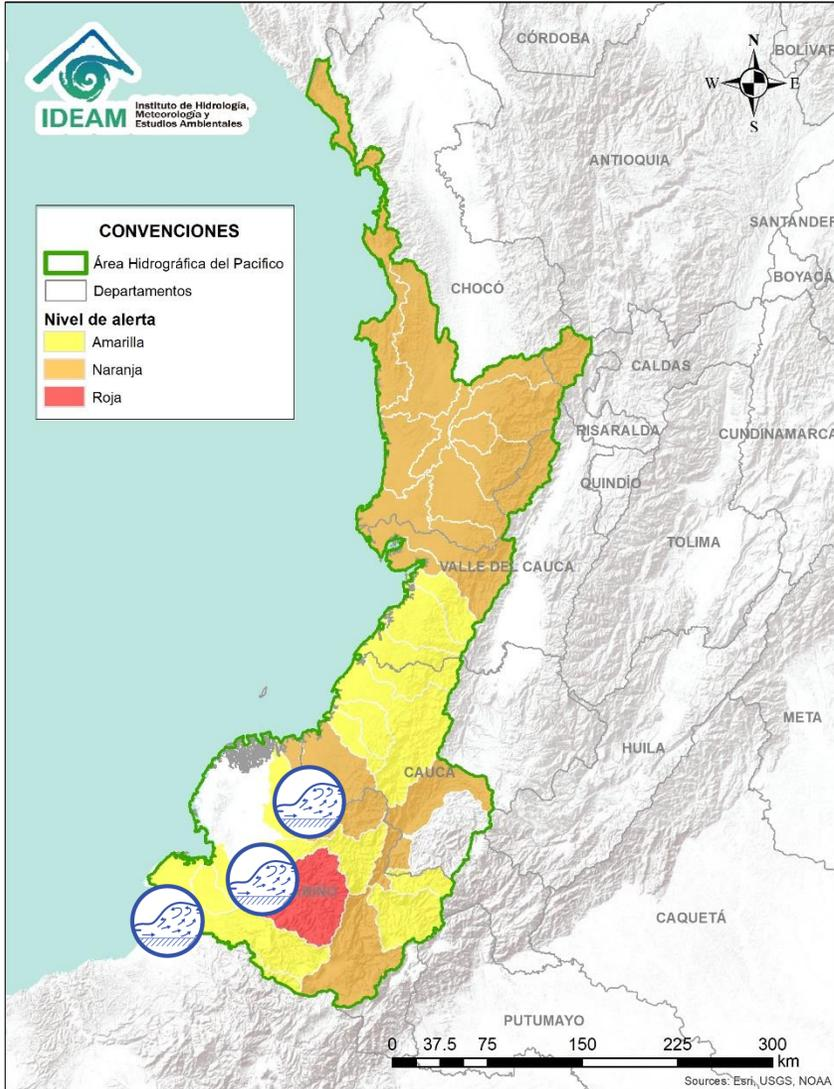 CÓRDOBA
BOLÍVAR
N
W E
S
IDEAM
Instituto de Hidrología,
Meteorología y
Estudios Ambientales
ANTIOQUIA
SANTANDER
CONVENCIONES
Área Hidrográfica del Pacifico
Departamentos
Nivel de alerta
Amarilla
Naranja
Roja
BOYACÁ
CHOCÓ
CALDAS
RISARALDA
CUNDINAMARCA
QUINDÍO
TOLIMA
VALLE DEL CAUCA
META
HUILA
CAUCA
CAQUETÁ
PUTUMAYO
0 37.5 75 150 225 300
km
Sources: Esri, USGS, NOAA